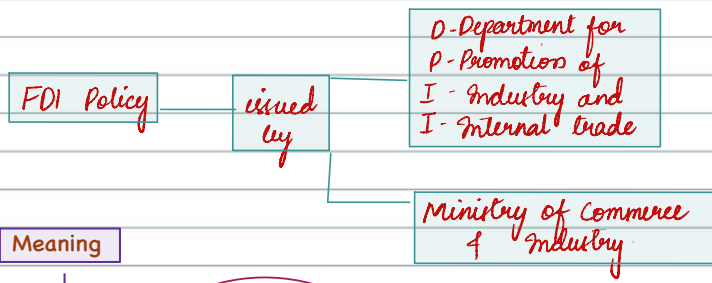 FDI Policy
issued
by
D-Department for
P-Promotion of
I - Industry and
I - Internal trade
Ministry of Commerce
& Industry
Meaning